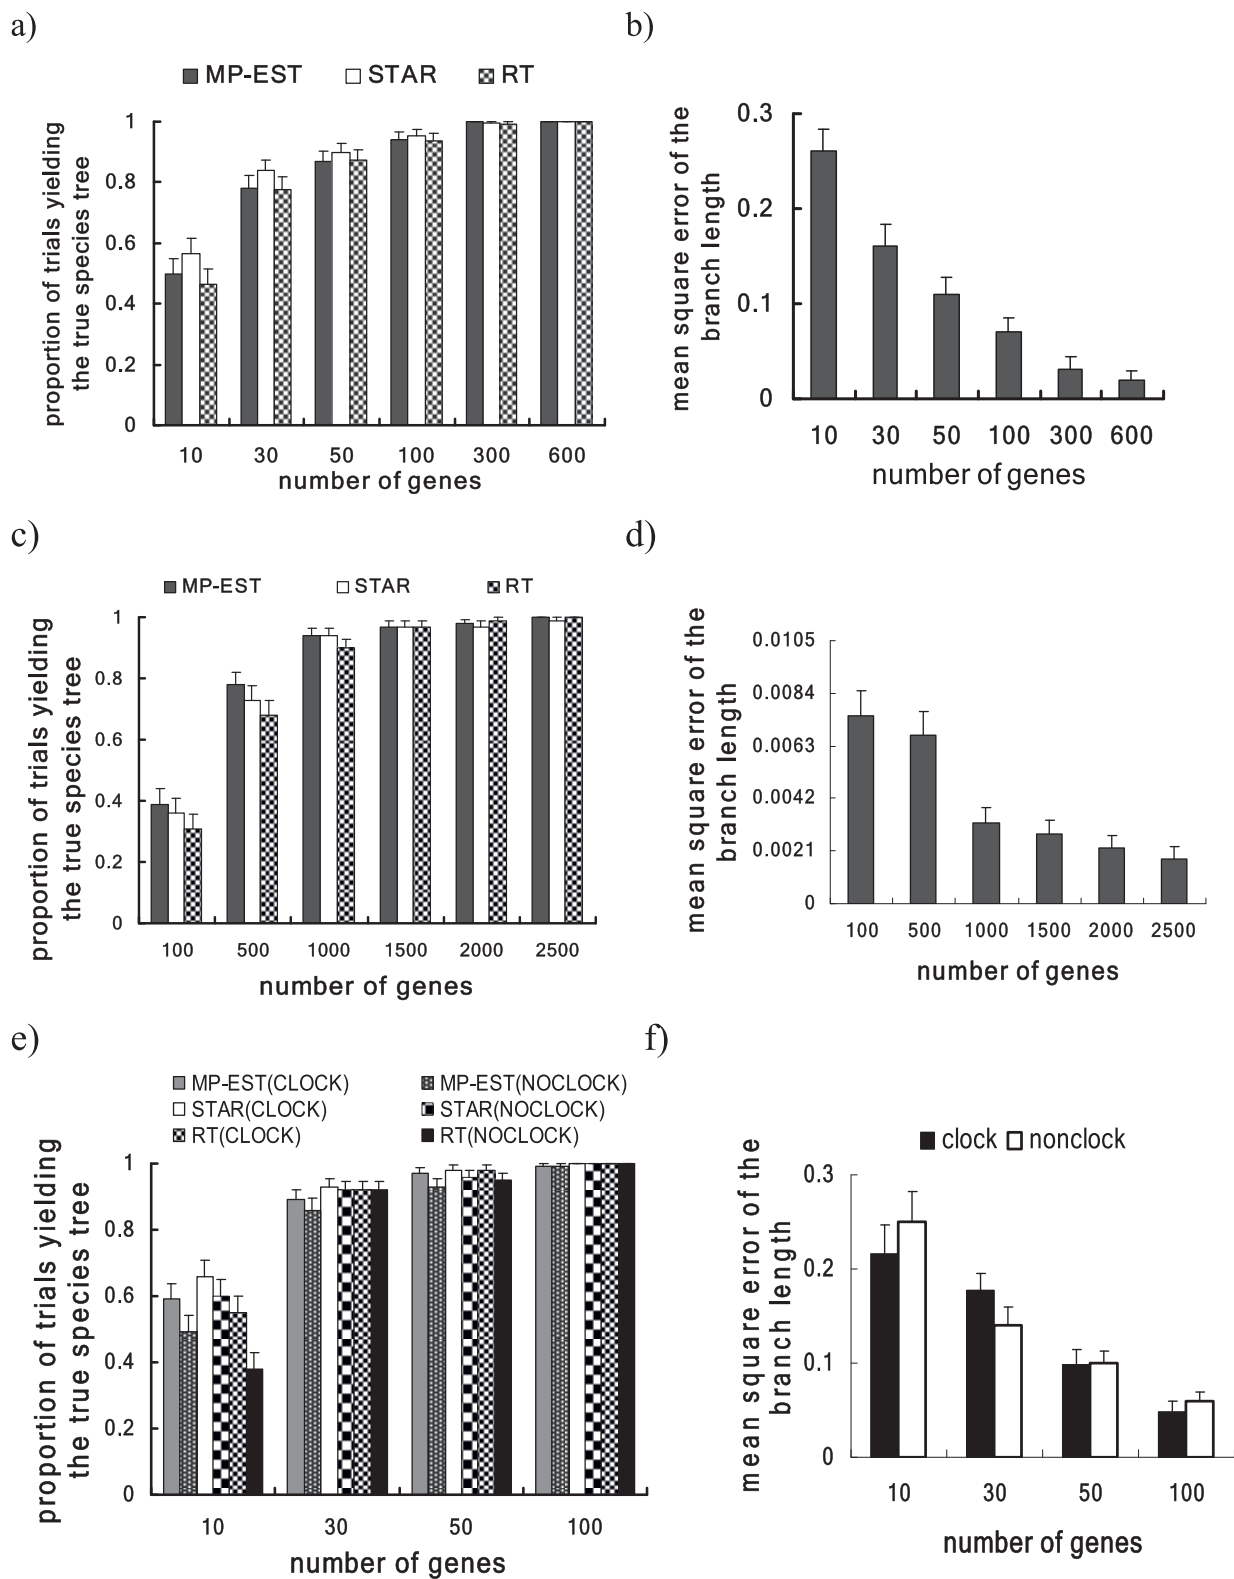 a)
MP-EST STAR RT
proportion of trials yielding
the true species tree
1
0.8
0.6
0.4
0.2
0
10 30 50 100 300 600
number of genes
b)
mean square error of the
branch length
0.3
0.2
0.1
0
10 30 50 100 300 600
number of genes
c)
MP-EST STAR RT
proportion of trials yielding
the true species tree
1
0.8
0.6
0.4
0.2
0
100 500 1000 1500 2000 2500
number of genes
d)
mean square error of the
branch length
0.0105
0.0084
0.0063
0.0042
0.0021
0
100 500 1000 1500 2000 2500
number of genes
e)
MP-EST(CLOCK) MP-EST(NOCLOCK)
STAR(CLOCK) STAR(NOCLOCK)
RT(CLOCK) RT(NOCLOCK)
proportion of trials yielding
the true species tree
1
0.8
0.6
0.4
0.2
0
10 30 50 100
number of genes
f)
clock nonclock
mean square error of the
branch length
0.3
0.2
0.1
0
10 30 50 100
number of genes